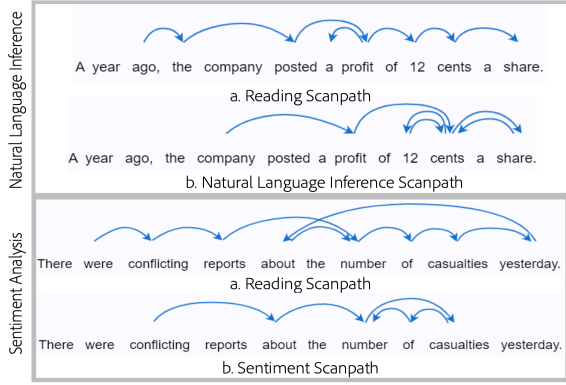 Natural Language Inference
A year ago, the company posted a profit of 12 cents a share.
a. Reading Scanpath
A year ago, the company posted a profit of 12 cents a share.
b. Natural Language Inference Scanpath
Sentiment Analysis
There were conflicting reports about the number of casualties yesterday.
a. Reading Scanpath
There were conflicting reports about the number of casualties yesterday.
b. Sentiment Scanpath